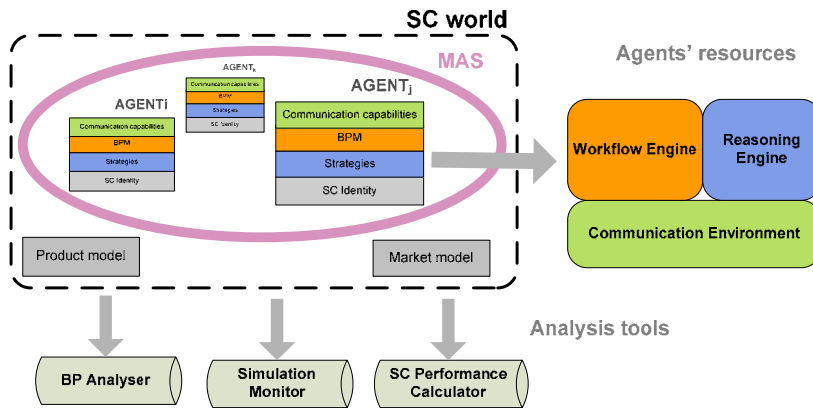 SC world
MAS
Agents' resources
AGENTk
Communication capabilities
BPM
Strategies
SC Identity
AGENTi
Communication capabilities
BPM
Strategies
SC Identity
AGENTj
Communication capabilities
BPM
Strategies
SC Identity
Workflow Engine
Reasoning
Engine
Communication Environment
Product model
Market model
Analysis tools
BP Analyser
Simulation
Monitor
SC Performance
Calculator